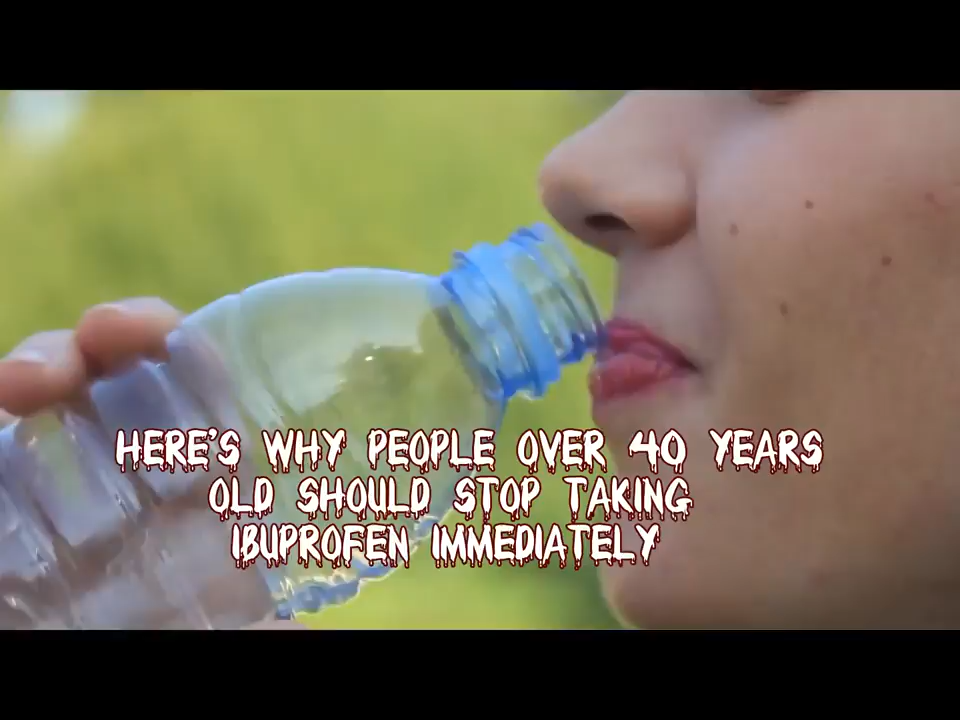 HERE'S WHY PEOPLE OVER 40 YEARS
OLD SHOULD STOP TAKING
IBUPROFEN IMMEDIATELY